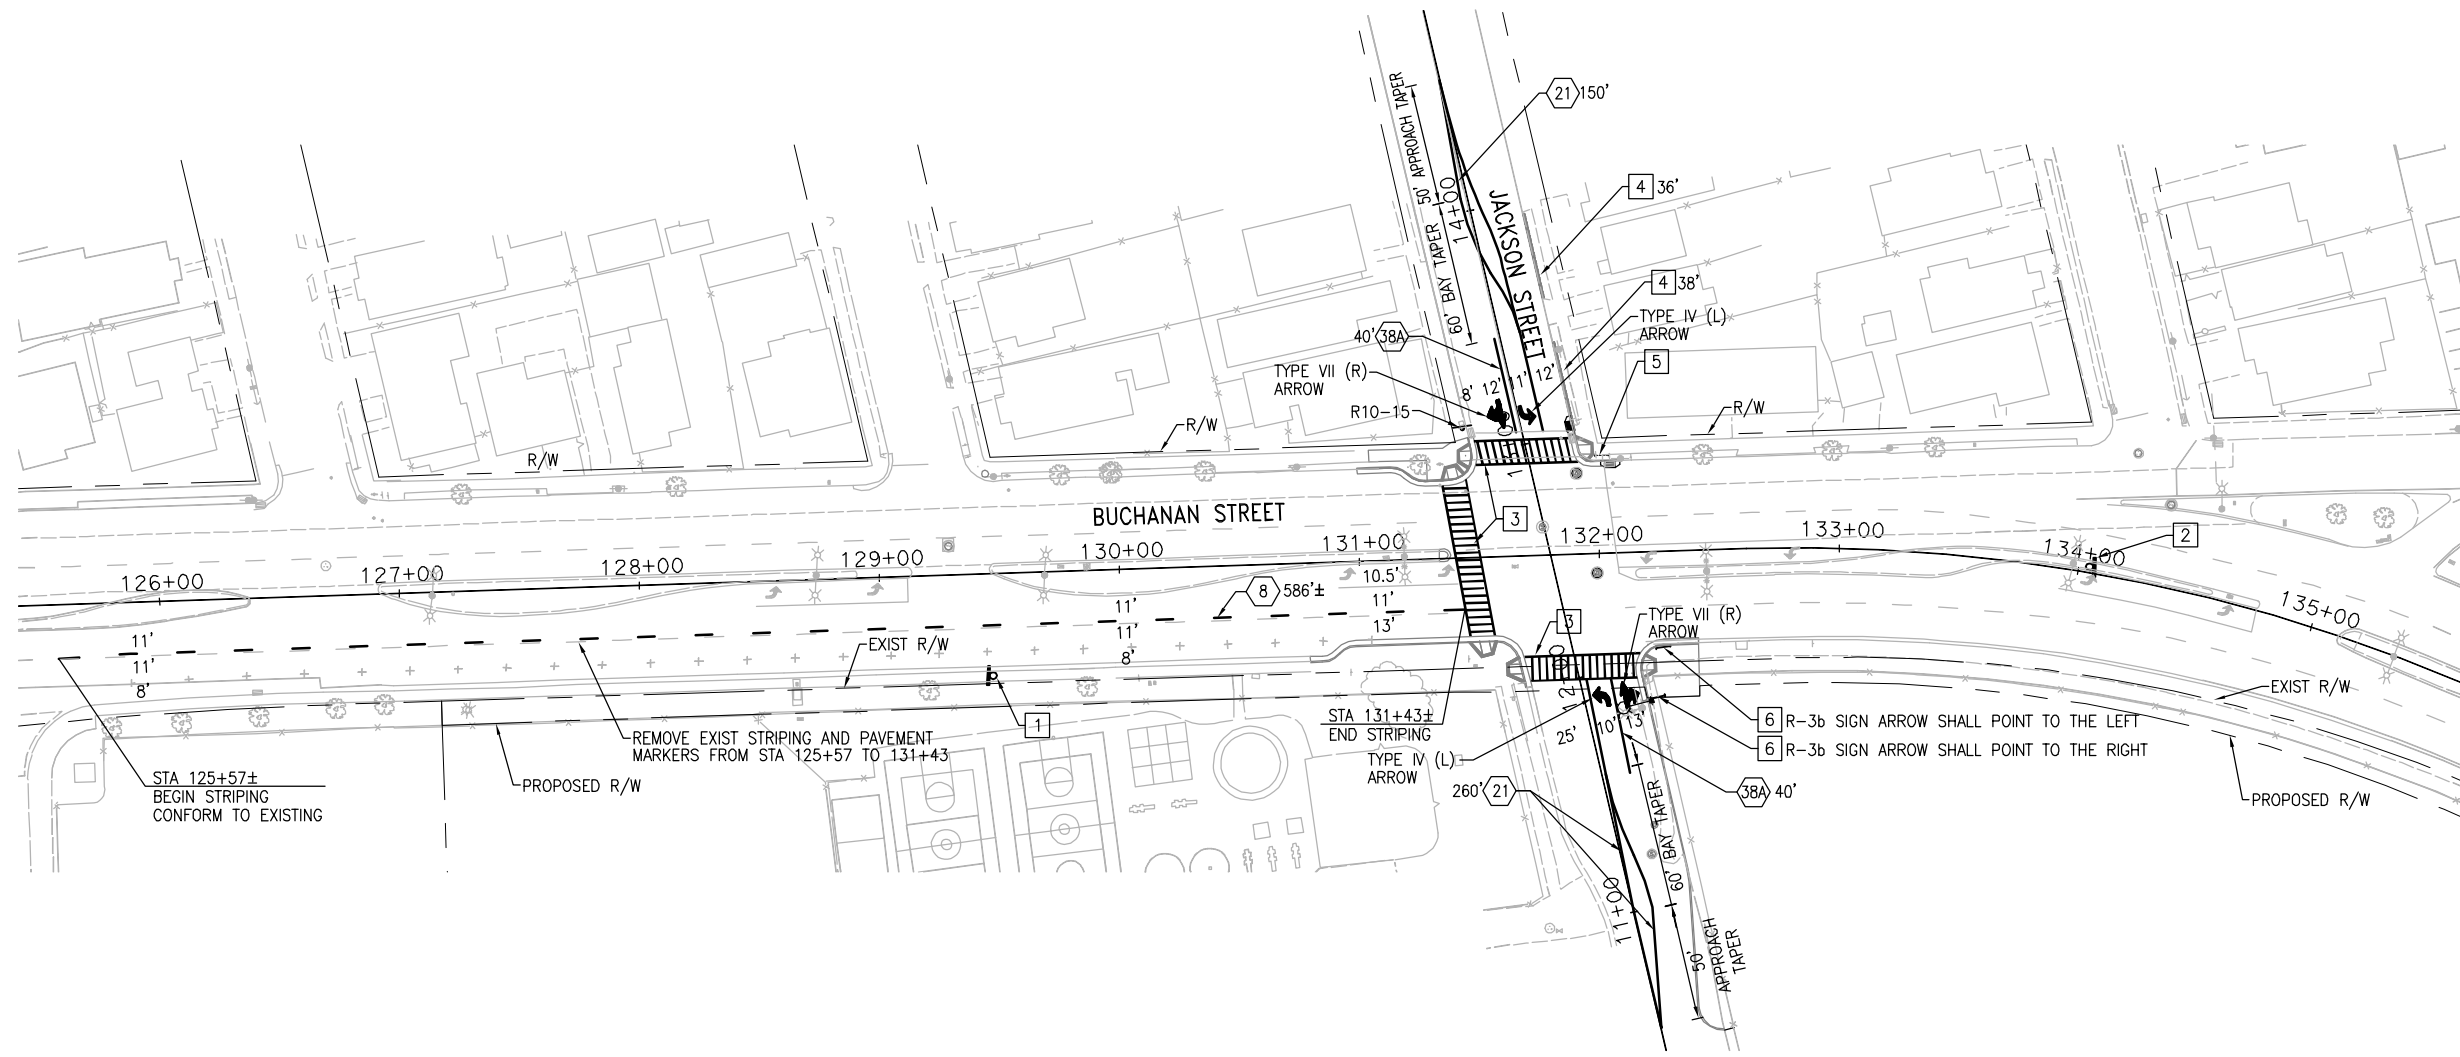 50' APPROACH TAPER
21 150'
14+00
JACKSON STREET
4 36'
60' BAY TAPER
4 38'
40' 38A
TYPE IV (L)
ARROW
TYPE VII (R)
ARROW
8' 12' 11' 12'
5
R10-15
R/W
R/W
R/W
BUCHANAN STREET
3
126+00
127+00
128+00
129+00
130+00
131+00
132+00
133+00
134+00
135+00
2
10.5'
8 586'±
11'
11'
11'
13'
8'
11'
11'
8'
EXIST R/W
TYPE VII (R)
ARROW
3
12+00
1
STA 131+43±
END STRIPING
TYPE IV (L)
ARROW
25' 10' 13'
EXIST R/W
6 R-3b SIGN ARROW SHALL POINT TO THE LEFT
6 R-3b SIGN ARROW SHALL POINT TO THE RIGHT
REMOVE EXIST STRIPING AND PAVEMENT
MARKERS FROM STA 125+57 TO 131+43
STA 125+57±
BEGIN STRIPING
CONFORM TO EXISTING
PROPOSED R/W
260' 21
38A 40'
PROPOSED R/W
60' BAY TAPER
11+00
50'
APPROACH
TAPER